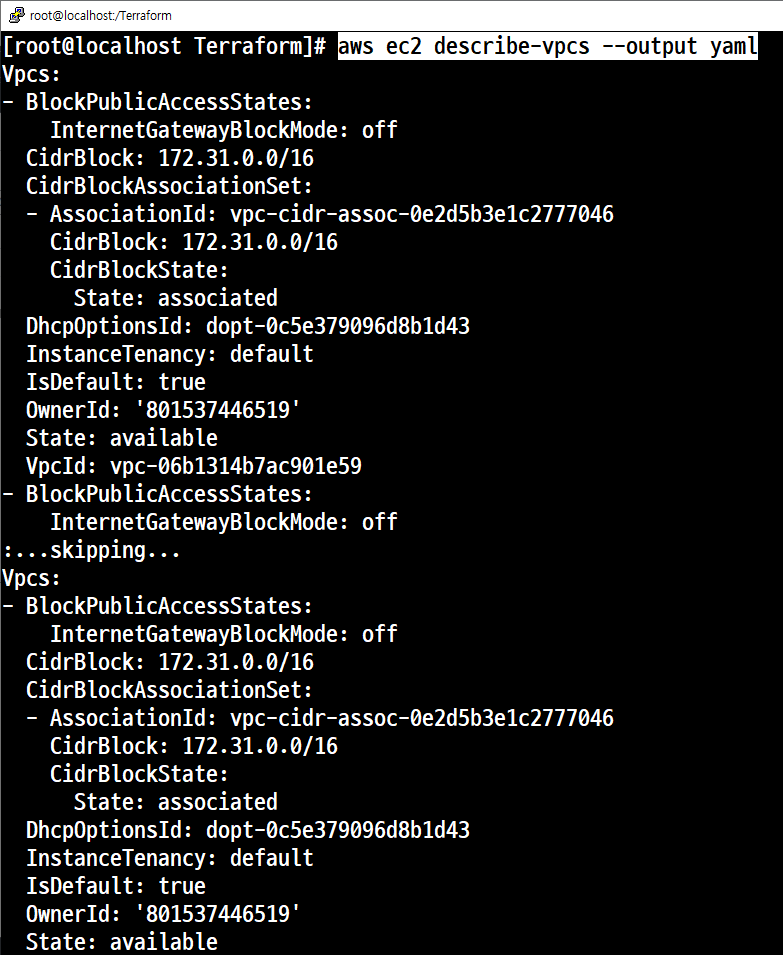 root@localhost:/Terraform
[root@localhost Terraform]# aws ec2 describe-vpcs --output yaml
Vpcs:
- BlockPublicAccessStates:
    InternetGatewayBlockMode: off
  CidrBlock: 172.31.0.0/16
  CidrBlockAssociationSet:
  - AssociationId: vpc-cidr-assoc-0e2d5b3e1c2777046
    CidrBlock: 172.31.0.0/16
    CidrBlockState:
      State: associated
  DhcpOptionsId: dopt-0c5e379096d8b1d43
  InstanceTenancy: default
  IsDefault: true
  OwnerId: '801537446519'
  State: available
  VpcId: vpc-06b1314b7ac901e59
- BlockPublicAccessStates:
    InternetGatewayBlockMode: off
:...skipping...
Vpcs:
- BlockPublicAccessStates:
    InternetGatewayBlockMode: off
  CidrBlock: 172.31.0.0/16
  CidrBlockAssociationSet:
  - AssociationId: vpc-cidr-assoc-0e2d5b3e1c2777046
    CidrBlock: 172.31.0.0/16
    CidrBlockState:
      State: associated
  DhcpOptionsId: dopt-0c5e379096d8b1d43
  InstanceTenancy: default
  IsDefault: true
  OwnerId: '801537446519'
  State: available